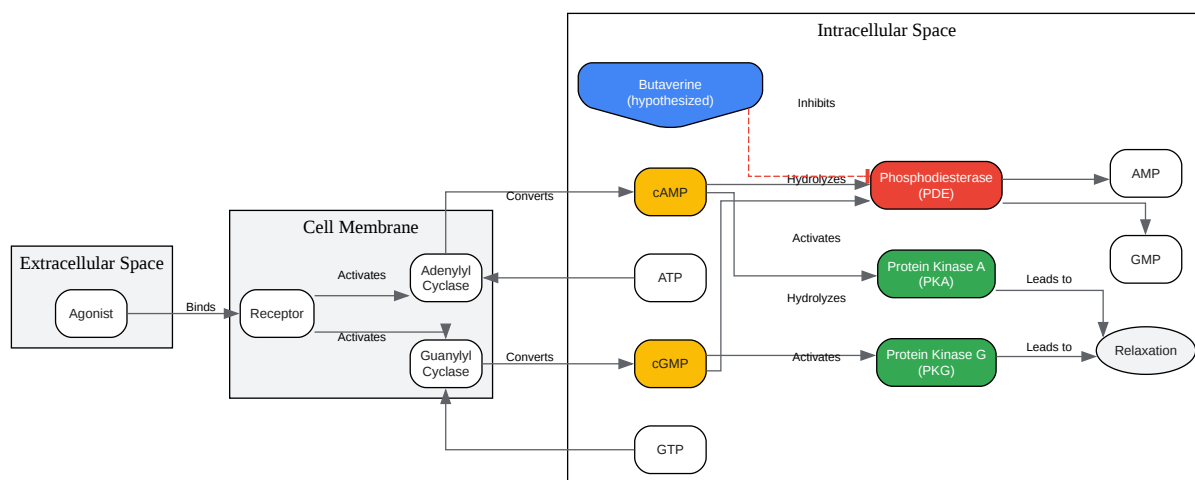 Intracellular Space
Butaverine
(hypothesized)
Inhibits
cAMP
Hydrolyzes
Phosphodiesterase
(PDE)
AMP
Converts
Cell Membrane
Activates
GMP
Extracellular Space
Adenylyl
Cyclase
Activates
ATP
Protein Kinase A
(PKA)
Leads to
Agonist
Binds
Receptor
Hydrolyzes
Activates
Guanylyl
Cyclase
Converts
cGMP
Activates
Protein Kinase G
(PKG)
Leads to
Relaxation
GTP